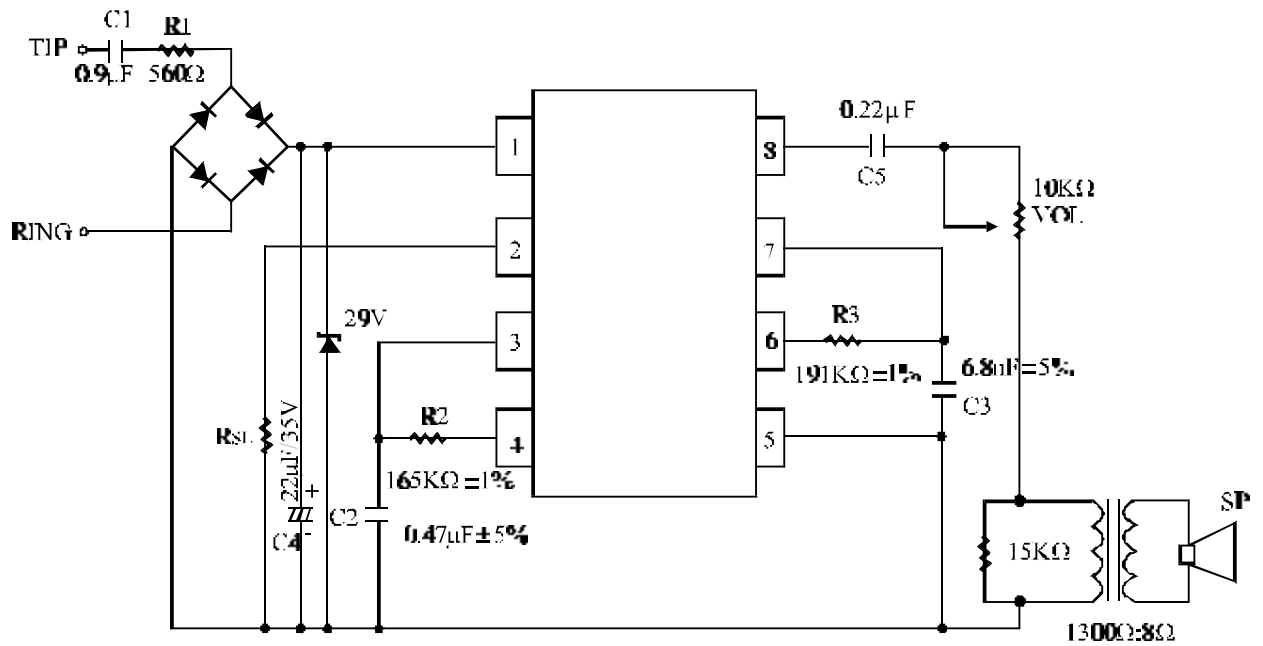 C1
R1
TIP
0.9µF 560Ω
RING
1
2
3
4
8
7
6
5
0.22µF
C5
10KΩ
VOL
29V
R3
191KΩ=1%
6.8nF=5%
C3
RSL
22µF/35V
+
C4
-
R2
165KΩ=1%
C2
0.47µF±5%
15KΩ
SP
1300Ω:8Ω